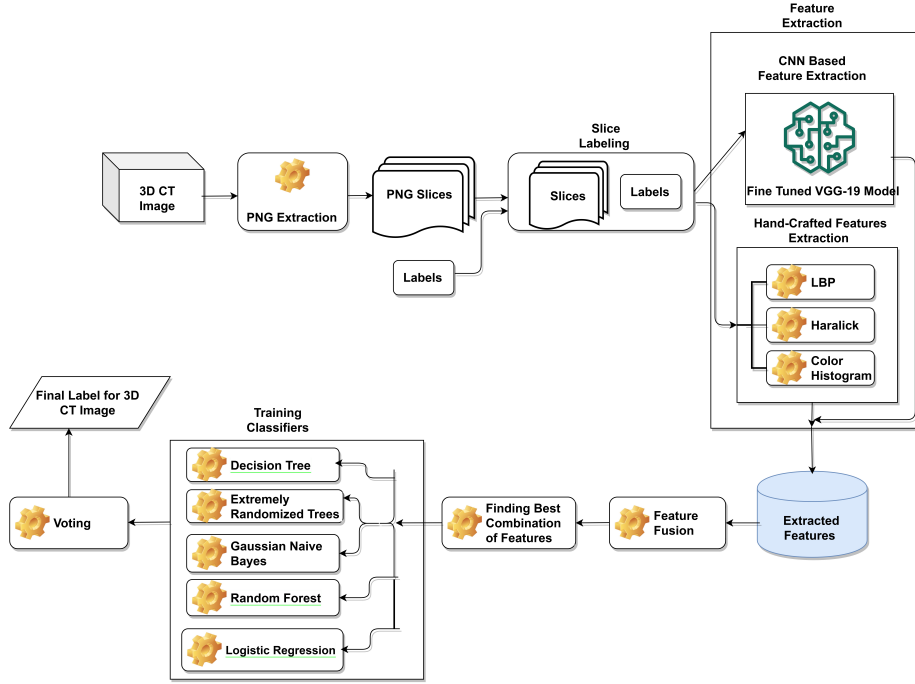 Feature
Extraction
CNN Based
Feature Extraction
Fine Tuned VGG-19 Model
Slice
Labeling
3D CT
Image
PNG Extraction
PNG Slices
Slices
Labels
Labels
Hand-Crafted Features
Extraction
LBP
Haralick
Color
Histogram
Final Label for 3D
CT Image
Training
Classifiers
Decision Tree
Extremely
Randomized Trees
Gaussian Naive
Bayes
Random Forest
Logistic Regression
Voting
Finding Best
Combination
of Features
Feature
Fusion
Extracted
Features